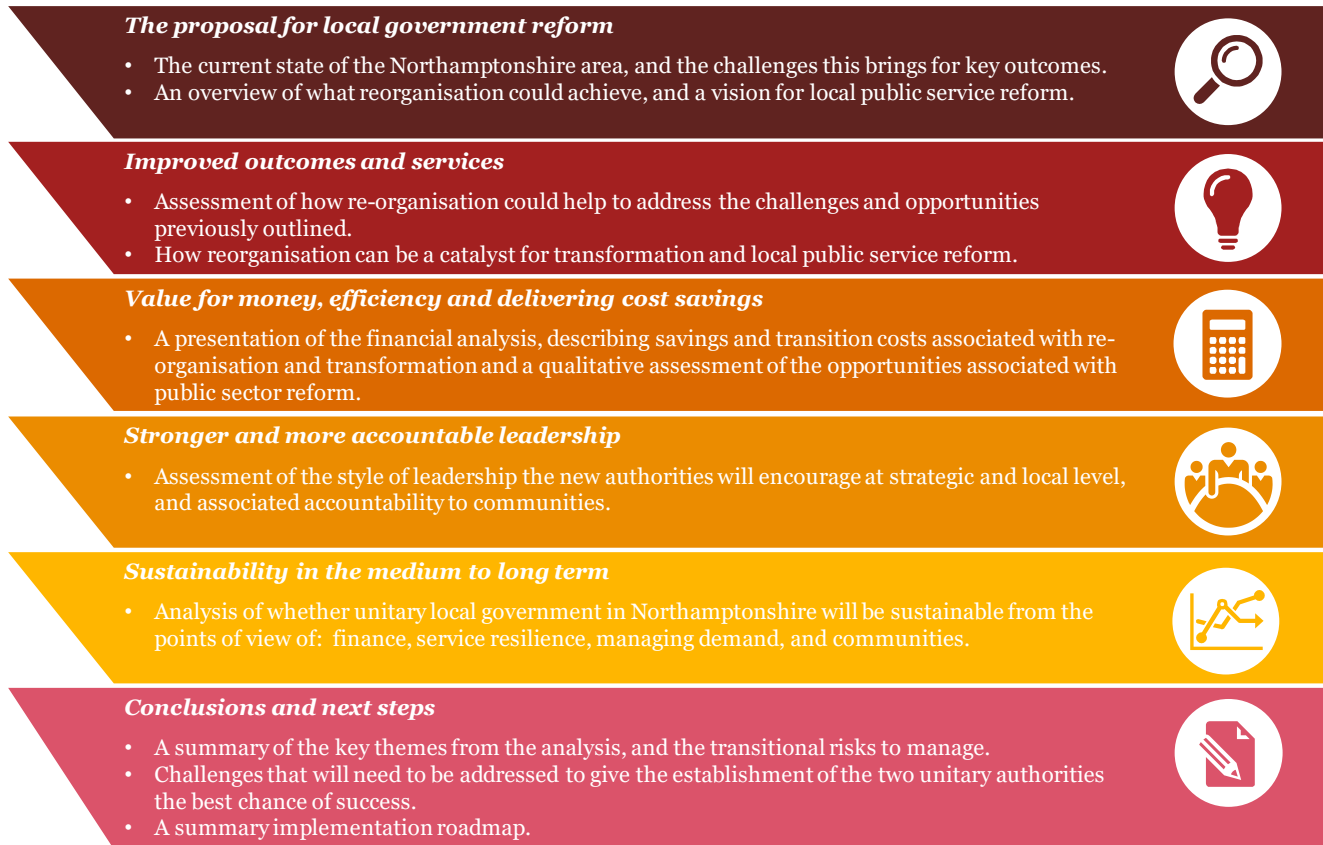 The proposal for local government reform
• The current state of the Northamptonshire area, and the challenges this brings for key outcomes.
• An overview of what reorganisation could achieve, and a vision for local public service reform.
Improved outcomes and services
• Assessment of how re-organisation could help to address the challenges and opportunities
previously outlined.
• How reorganisation can be a catalyst for transformation and local public service reform.
Value for money, efficiency and delivering cost savings
• A presentation of the financial analysis, describing savings and transition costs associated with re-
organisation and transformation and a qualitative assessment of the opportunities associated with
public sector reform.
Stronger and more accountable leadership
• Assessment of the style of leadership the new authorities will encourage at strategic and local level,
and associated accountability to communities.
Sustainability in the medium to long term
• Analysis of whether unitary local government in Northamptonshire will be sustainable from the
points of view of: finance, service resilience, managing demand, and communities.
Conclusions and next steps
• A summary of the key themes from the analysis, and the transitional risks to manage.
• Challenges that will need to be addressed to give the establishment of the two unitary authorities
the best chance of success.
• A summary implementation roadmap.